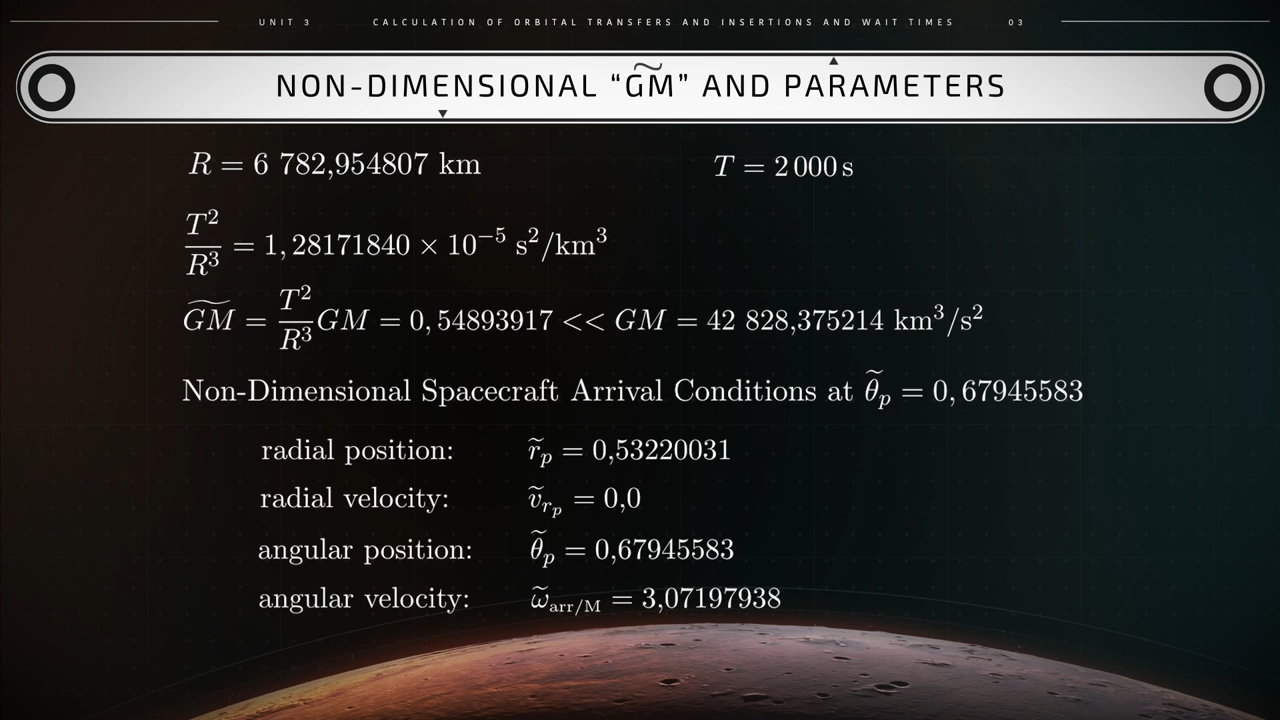 UNIT 3 CALCULATION OF ORBITAL TRANSFERS AND INSERTIONS AND WAIT TIMES 03
NON-DIMENSIONAL “G͠M” AND PARAMETERS
R = 6 782,954807 km T = 2 000 s
T²/R³ = 1, 28171840 × 10⁻⁵ s²/km³
G͠M = T²/R³ GM = 0, 54893917 << GM = 42 828,375214 km³/s²
Non-Dimensional Spacecraft Arrival Conditions at θ̃ₚ = 0, 67945583
radial position: r̃ₚ = 0,53220031
radial velocity: ṽ_rₚ = 0,0
angular position: θ̃ₚ = 0,67945583
angular velocity: ω̃_arr/M = 3,07197938